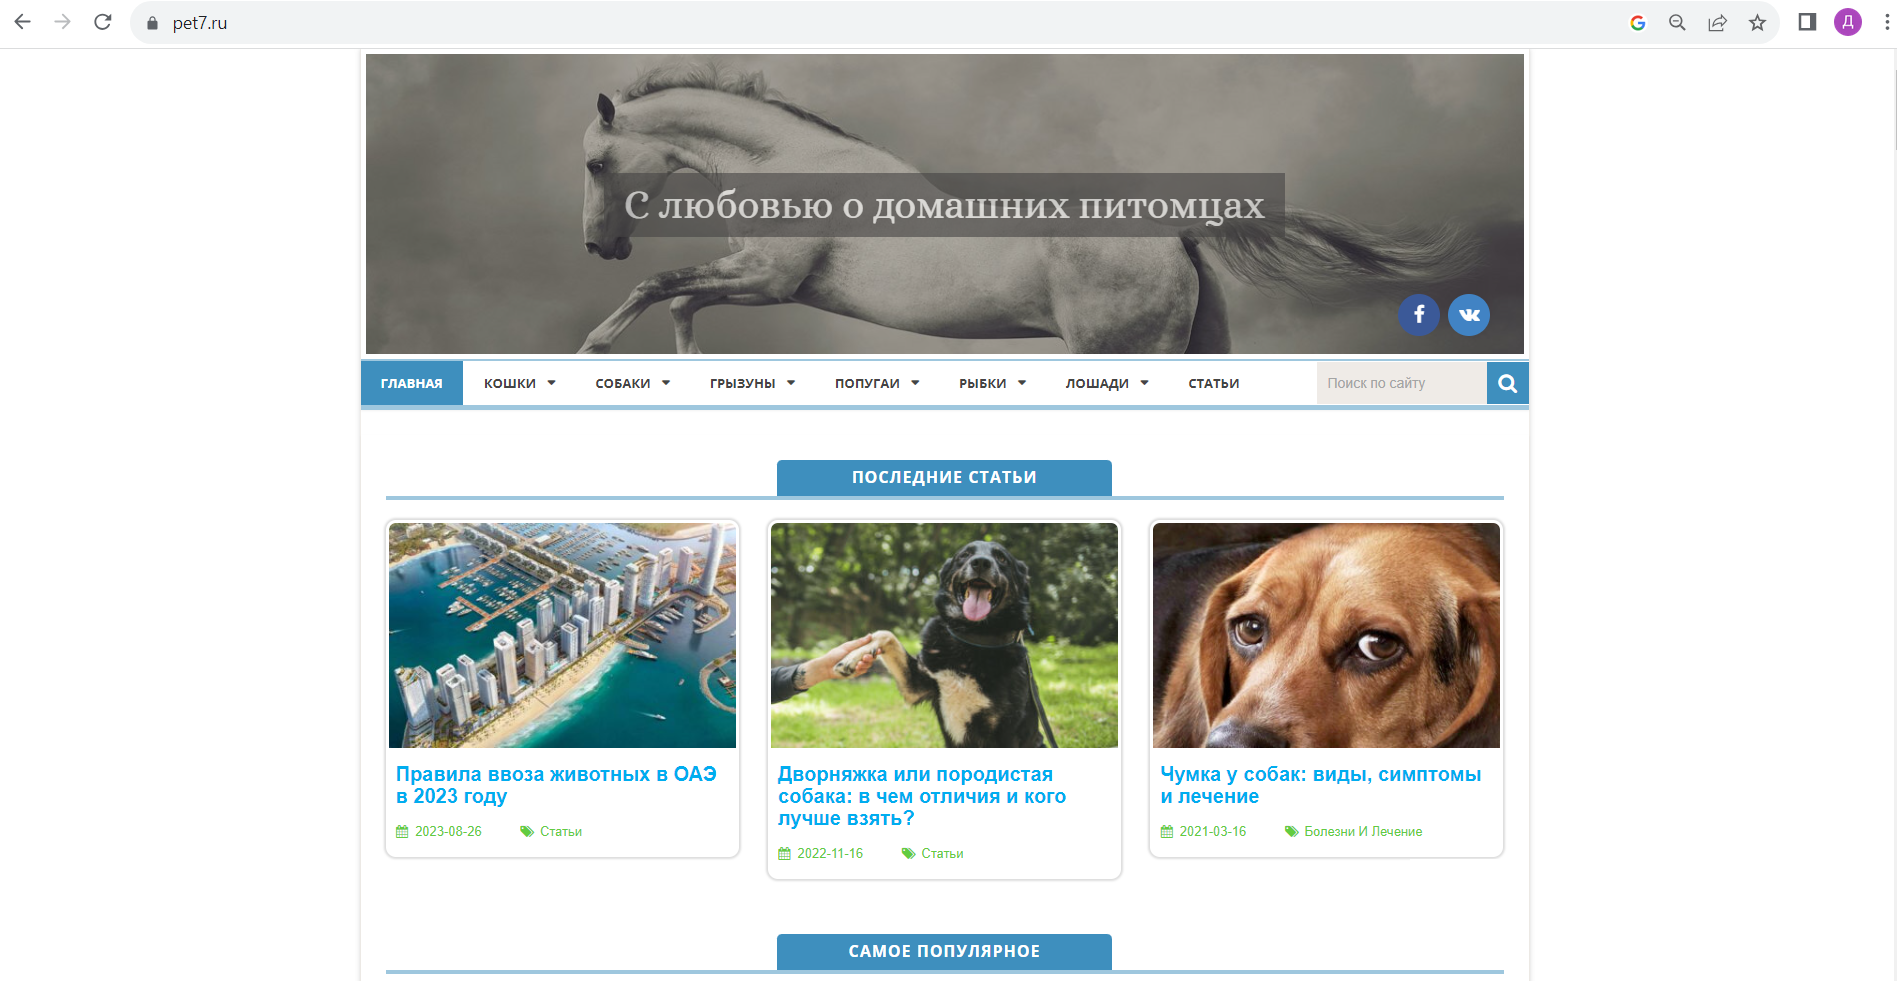 pet7.ru
Д
С любовью о домашних питомцах
ГЛАВНАЯ КОШКИ СОБАКИ ГРЫЗУНЫ ПОПУГАИ РЫБКИ ЛОШАДИ СТАТЬИ Поиск по сайту
ПОСЛЕДНИЕ СТАТЬИ
Правила ввоза животных в ОАЭ
в 2023 году
2023-08-26 Статьи
Дворняжка или породистая
собака: в чем отличия и кого
лучше взять?
2022-11-16 Статьи
Чумка у собак: виды, симптомы
и лечение
2021-03-16 Болезни И Лечение
САМОЕ ПОПУЛЯРНОЕ